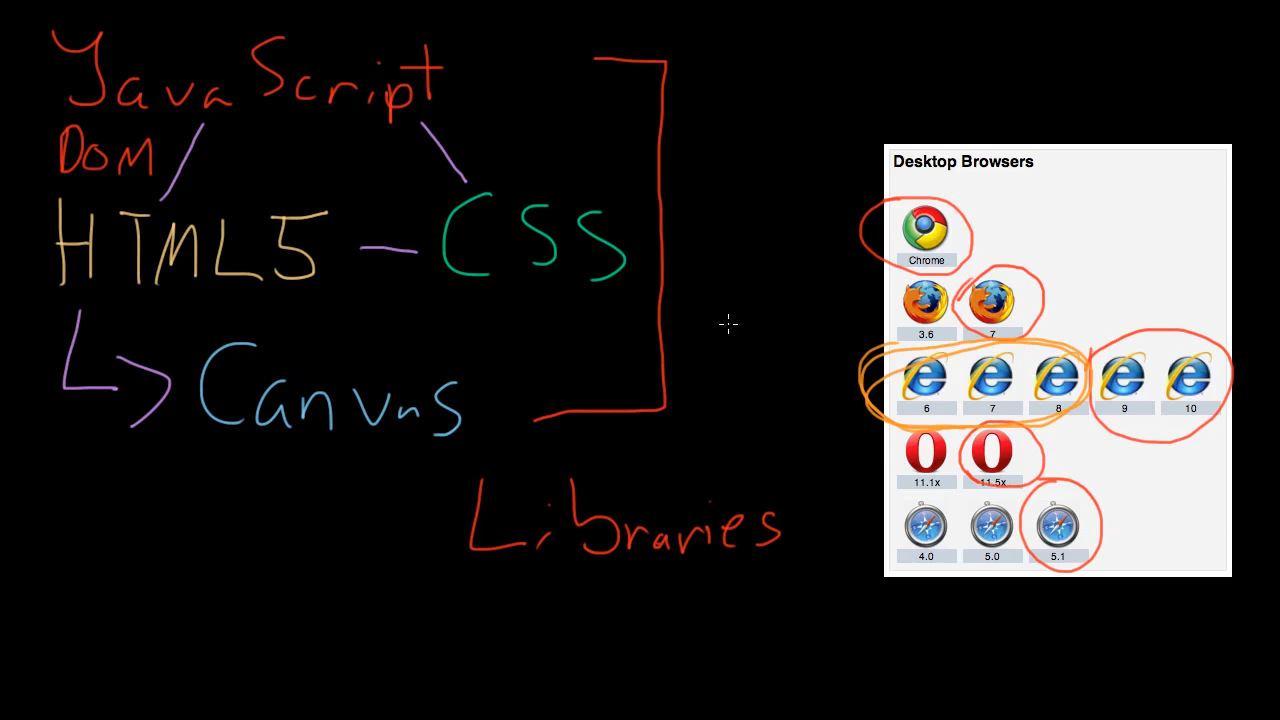 JavaScript
DOM
HTML5 - CSS
Canvas
Libraries
Desktop Browsers
Chrome
3.6 7
6 7 8 9 10
11.1x 11.5x
4.0 5.0 5.1